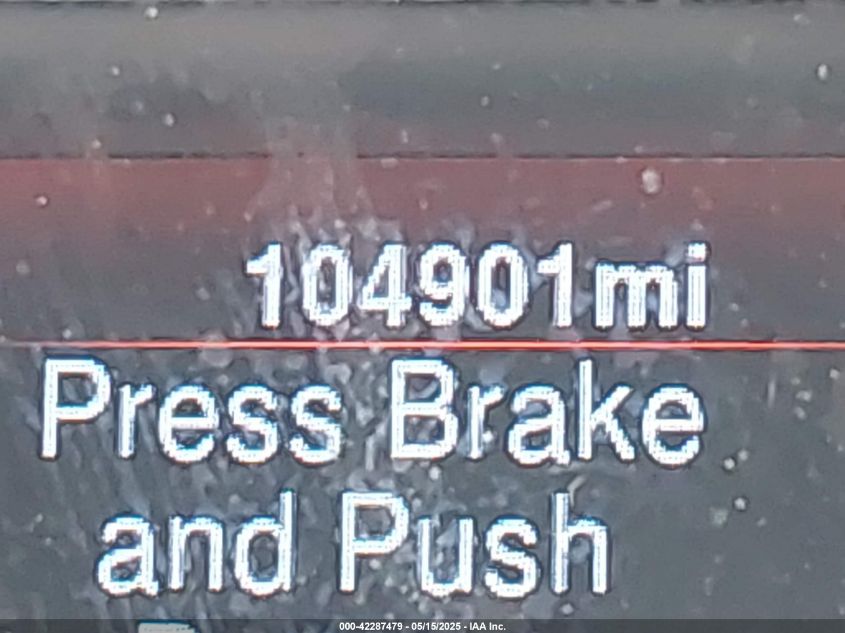 104901mi
Press Brake
and Push
000-42287479 - 05/15/2025 - IAA Inc.